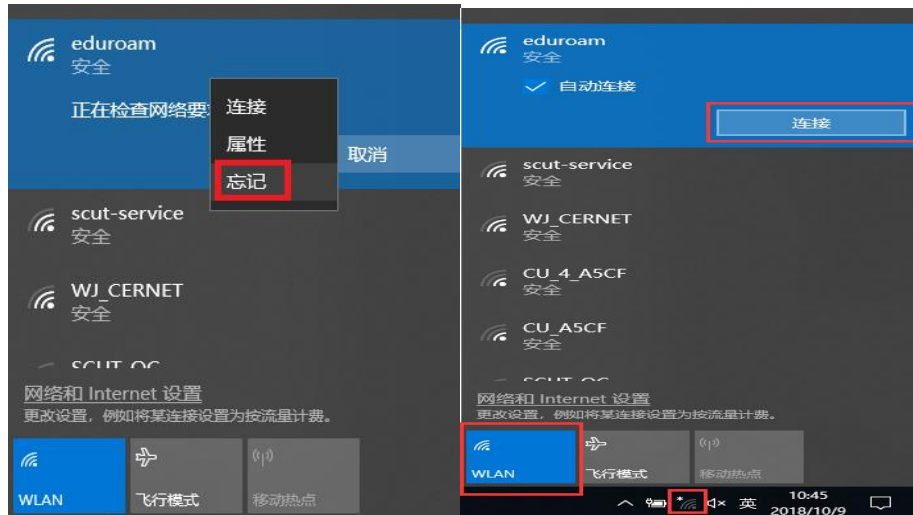 eduroam
安全
正在检查网络要
连接
属性
忘记
取消
scut-service
安全
WJ_CERNET
安全
SCUT_OC
网络和 Internet 设置
更改设置，例如将某连接设置为按流量计费。
WLAN
飞行模式
移动热点
eduroam
安全
自动连接
连接
scut-service
安全
WJ_CERNET
安全
CU_4_A5CF
安全
CU_A5CF
安全
网络和 Internet 设置
更改设置，例如将某连接设置为按流量计费。
WLAN
飞行模式
移动热点
英
10:45
2018/10/9